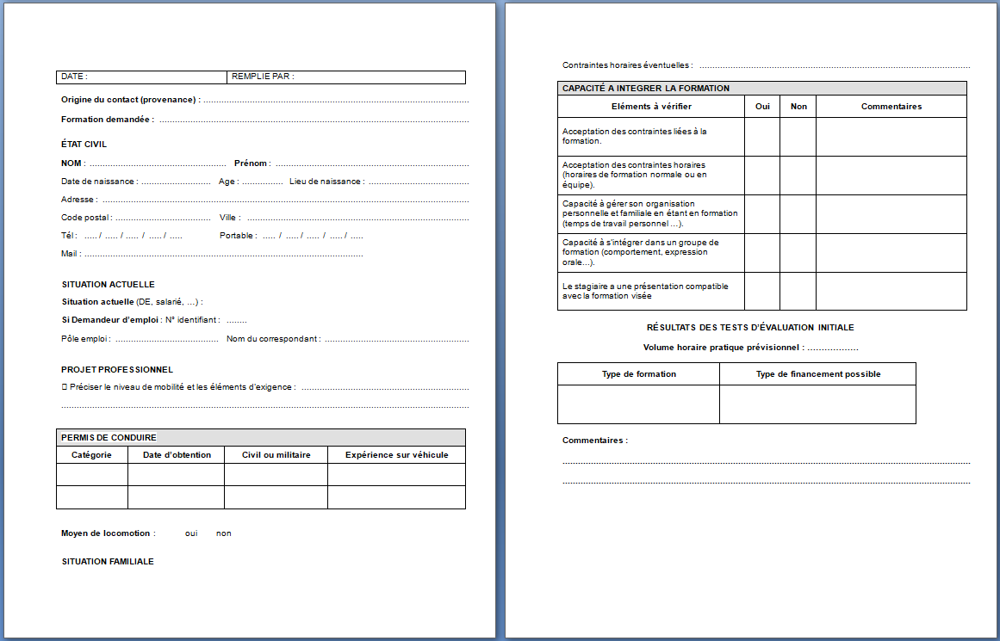 DATE : REMPLIE PAR :
Origine du contact (provenance) : ................................................................
Formation demandée : ................................................................
ÉTAT CIVIL
NOM : .................................................... Prénom : ................................................................
Date de naissance : ........................... Age : ................ Lieu de naissance : .......................................
Adresse : ................................................................
Code postal : ..................................... Ville : ................................................................
Tél : ..... / ..... / ..... / ..... / ..... Portable : ..... / ..... / ..... / ..... / .....
Mail : ................................................................
SITUATION ACTUELLE
Situation actuelle (DE, salarié, …) :
Si Demandeur d’emploi : N° identifiant : ........
Pôle emploi : ........................................ Nom du correspondant : ........................................................
PROJET PROFESSIONNEL
 Préciser le niveau de mobilité et les éléments d'exigence : ................................................................
................................................................
PERMIS DE CONDUIRE
Catégorie Date d’obtention Civil ou militaire Expérience sur véhicule
Moyen de locomotion : oui non
SITUATION FAMILIALE
Contraintes horaires éventuelles : ................................................................
CAPACITÉ A INTEGRER LA FORMATION
Eléments à vérifier Oui Non Commentaires
Acceptation des contraintes liées à la
formation.
Acceptation des contraintes horaires
(horaires de formation normale ou en
équipe).
Capacité à gérer son organisation
personnelle et familiale en étant en formation
(temps de travail personnel …).
Capacité à s'intégrer dans un groupe de
formation (comportement, expression
orale...).
Le stagiaire a une présentation compatible
avec la formation visée
RÉSULTATS DES TESTS D’ÉVALUATION INITIALE
Volume horaire pratique prévisionnel : ..................
Type de formation Type de financement possible
Commentaires :
................................................................
................................................................